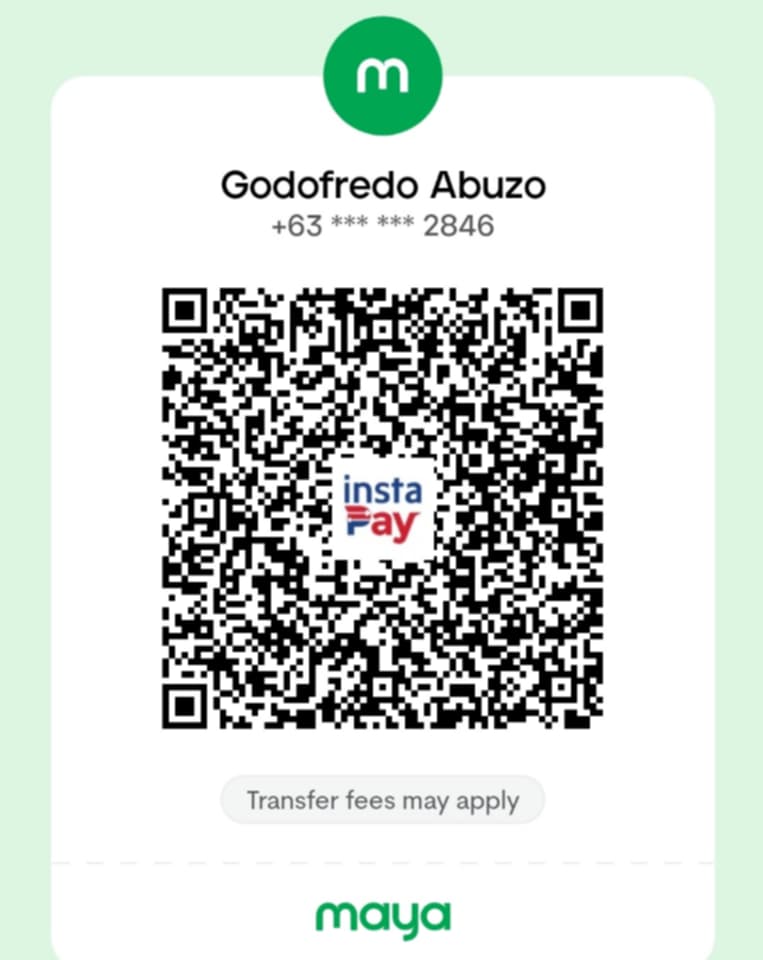 m
Godofredo Abuzo
+63 *** *** 2846
insta
Pay
Transfer fees may apply
maya